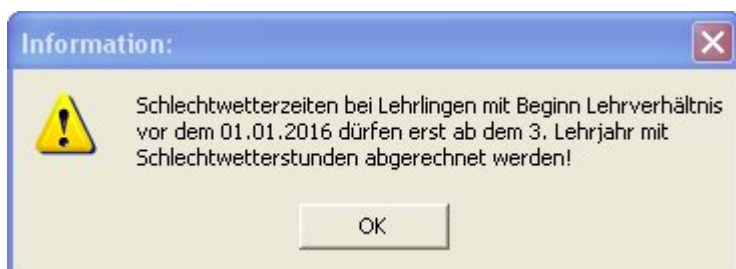 Information:
Schlechtwetterzeiten bei Lehrlingen mit Beginn Lehrverhältnis
vor dem 01.01.2016 dürfen erst ab dem 3. Lehrjahr mit
Schlechtwetterstunden abgerechnet werden!
OK